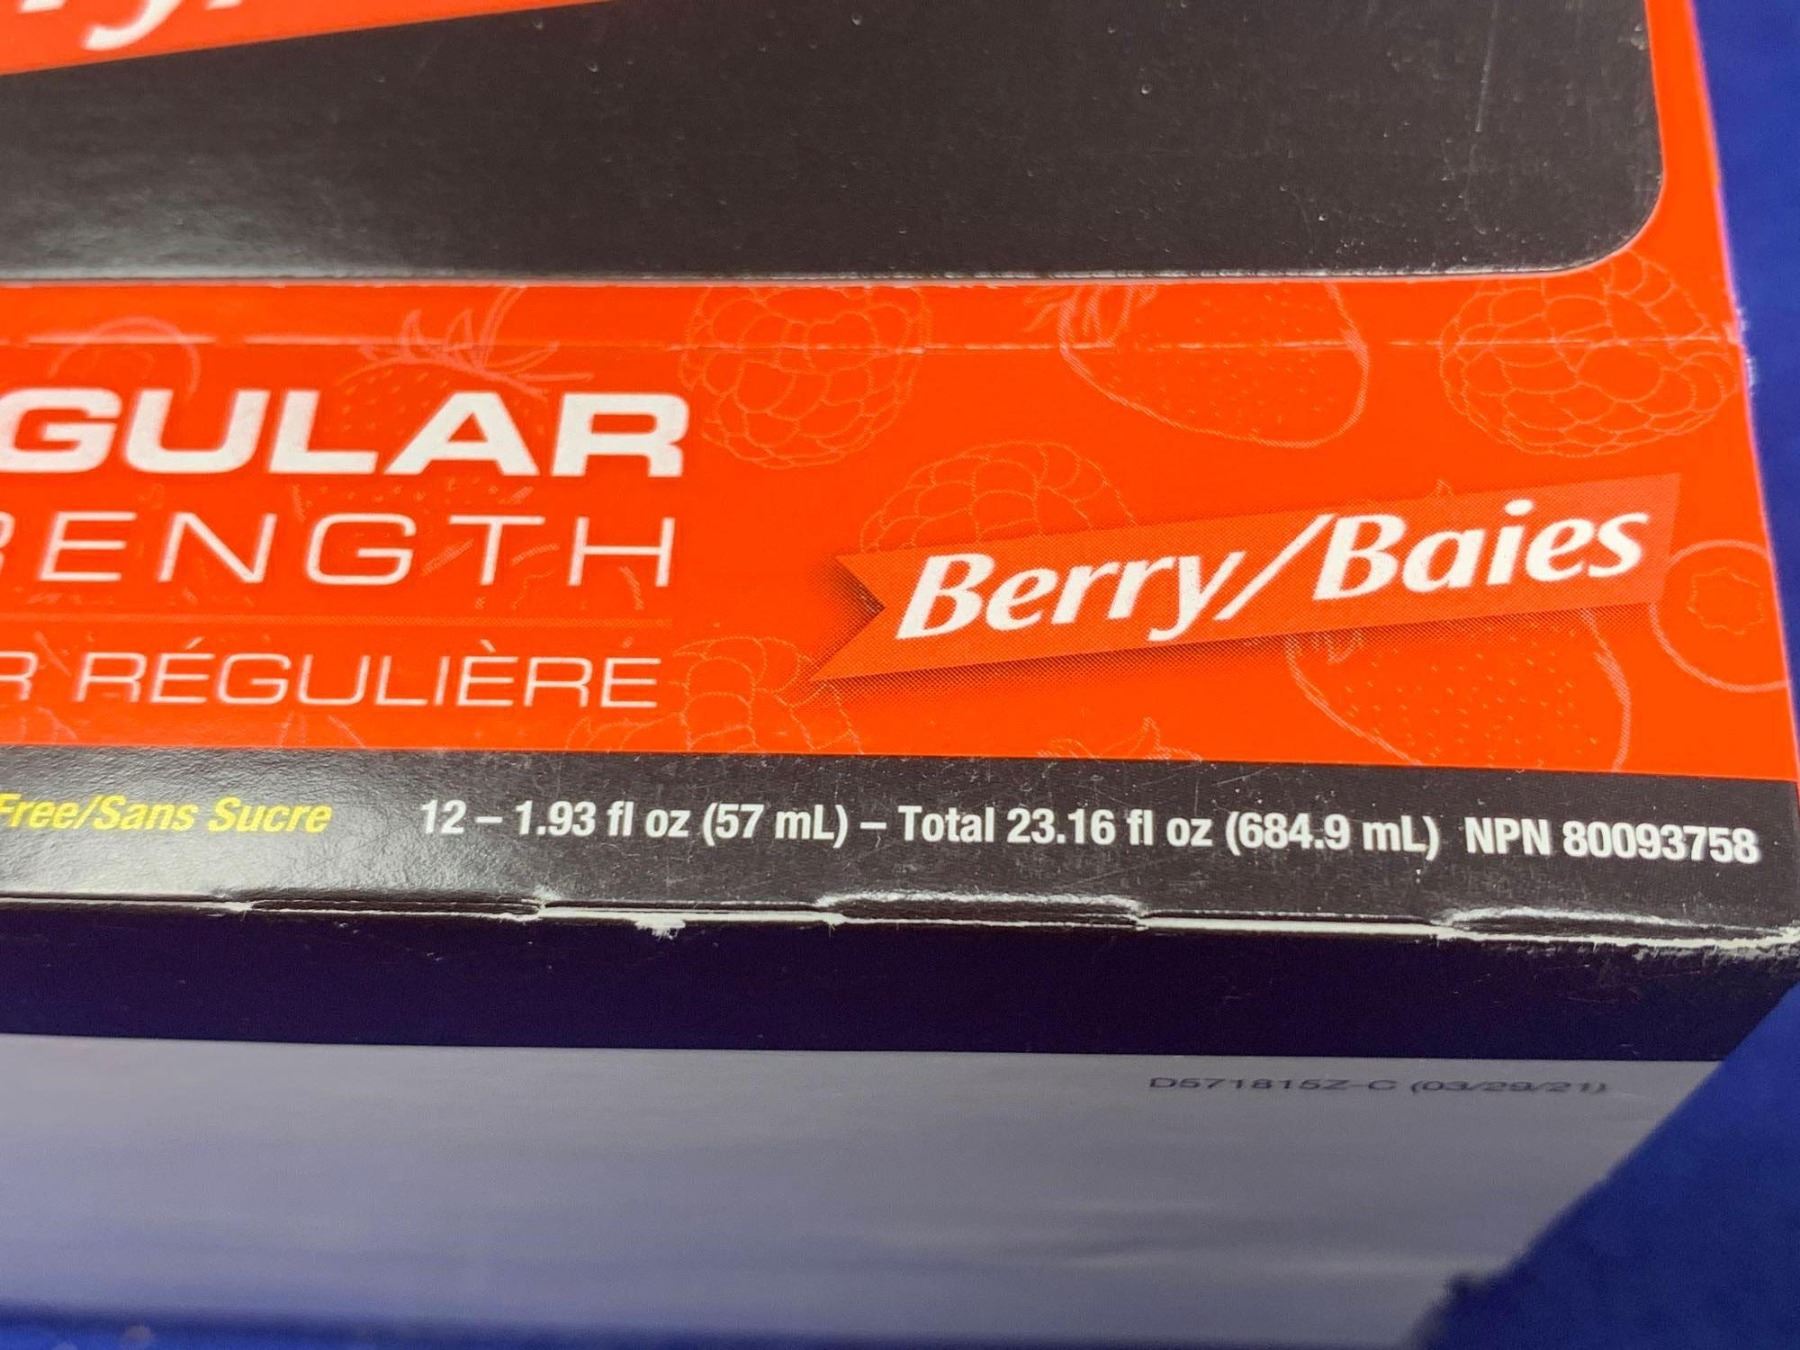 GULAR
RENGTH
R RÉGULIÈRE
Berry/Baies
Free/Sans Sucre 12 – 1.93 fl oz (57 mL) – Total 23.16 fl oz (684.9 mL) NPN 80093758
D571815Z-C (03/29/21)